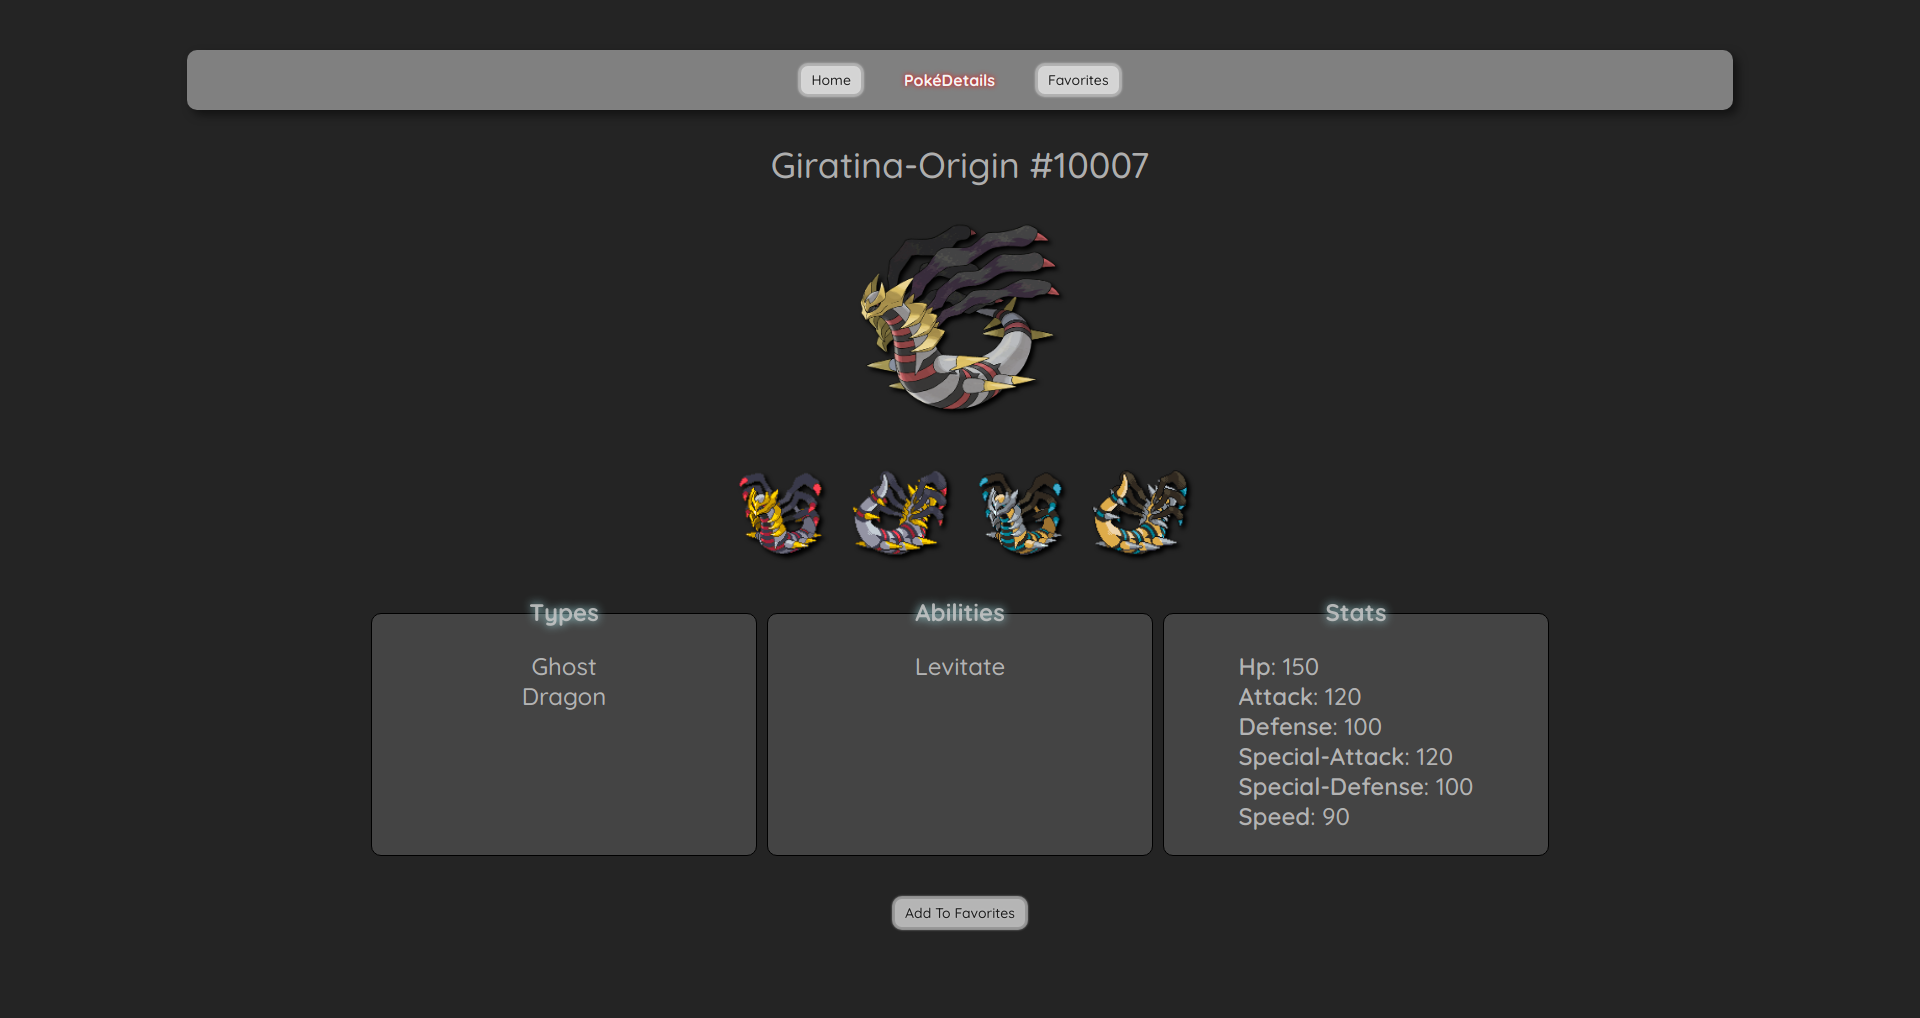 Home
PokéDetails
Favorites
Giratina-Origin #10007
Types
Ghost
Dragon
Abilities
Levitate
Stats
Hp: 150
Attack: 120
Defense: 100
Special-Attack: 120
Special-Defense: 100
Speed: 90
Add To Favorites